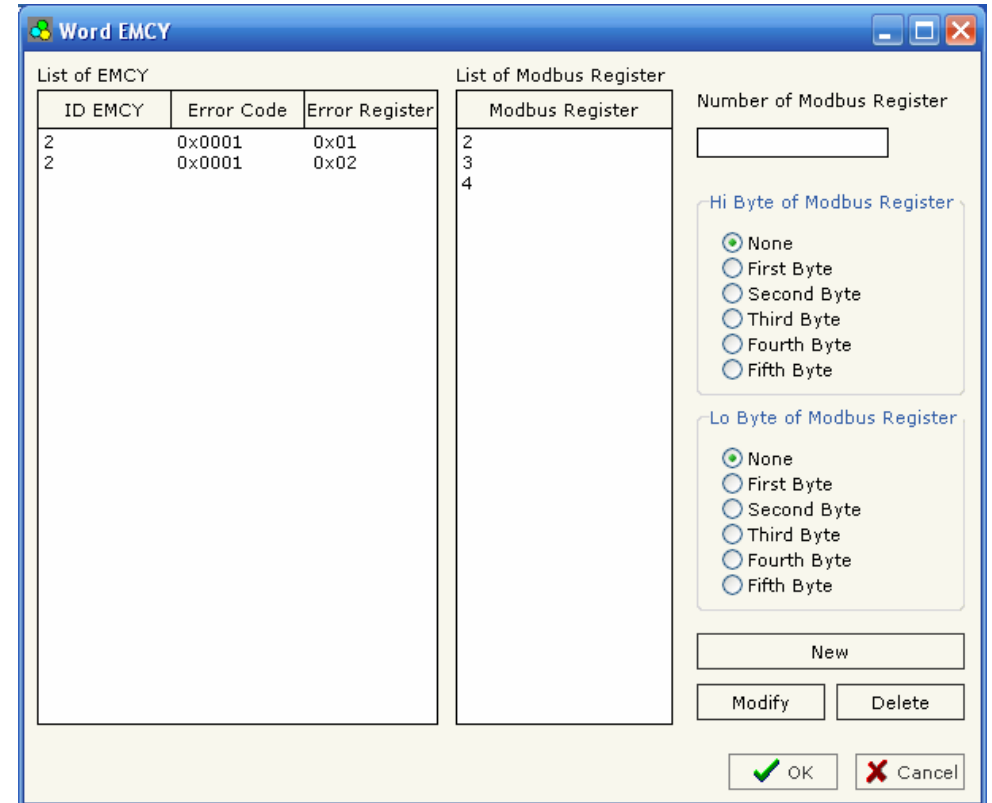 Word EMCY
List of EMCY
ID EMCY Error Code Error Register
2 0x0001 0x01
2 0x0001 0x02
List of Modbus Register
Modbus Register
2
3
4
Number of Modbus Register
Hi Byte of Modbus Register
None
First Byte
Second Byte
Third Byte
Fourth Byte
Fifth Byte
Lo Byte of Modbus Register
None
First Byte
Second Byte
Third Byte
Fourth Byte
Fifth Byte
New
Modify Delete
OK Cancel